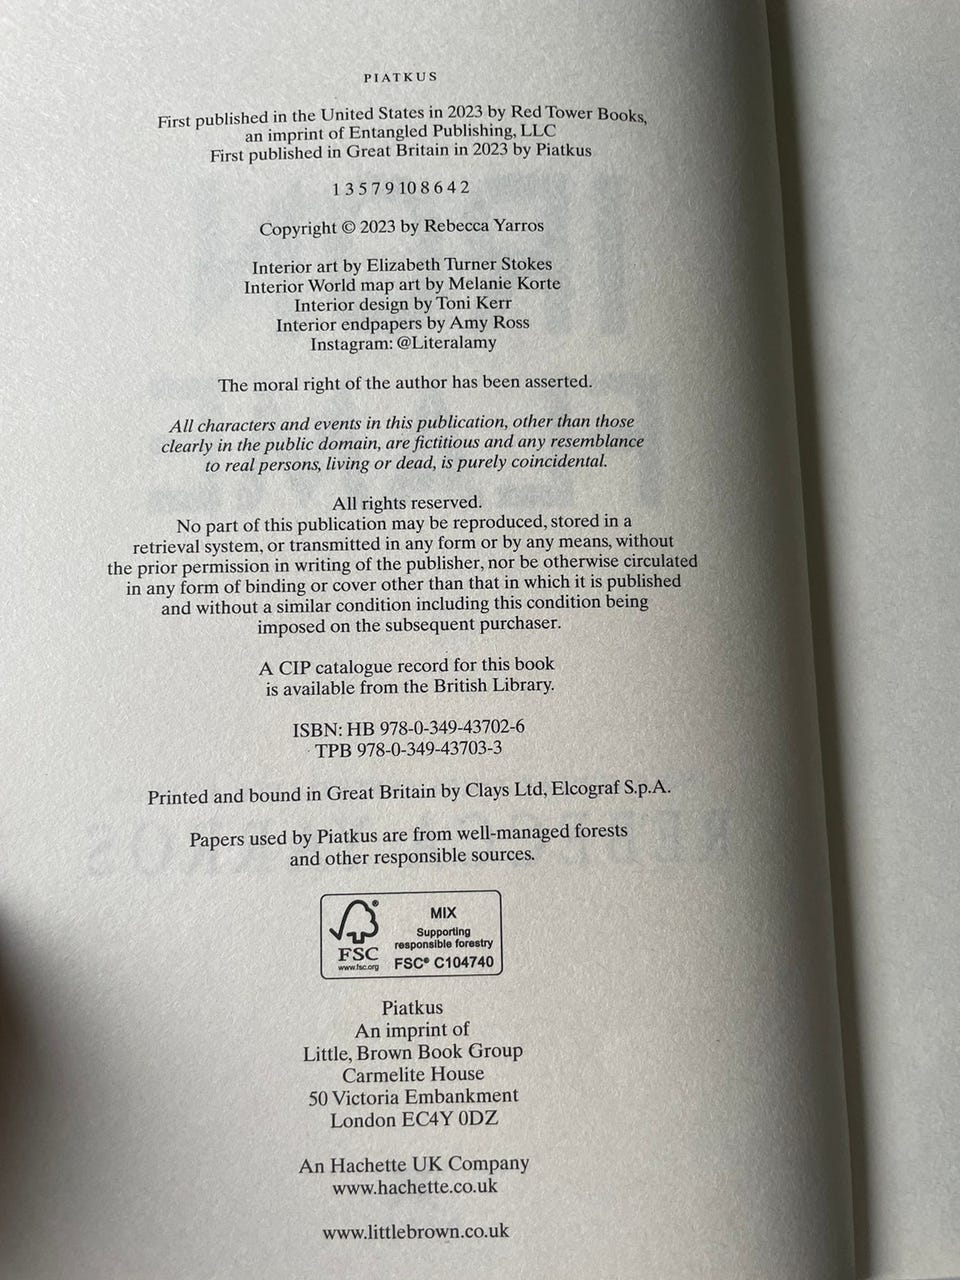 PIATKUS
First published in the United States in 2023 by Red Tower Books,
an imprint of Entangled Publishing, LLC
First published in Great Britain in 2023 by Piatkus
1 3 5 7 9 10 8 6 4 2
Copyright © 2023 by Rebecca Yarros
Interior art by Elizabeth Turner Stokes
Interior World map art by Melanie Korte
Interior design by Toni Kerr
Interior endpapers by Amy Ross
Instagram: @Literalamy
The moral right of the author has been asserted.
All characters and events in this publication, other than those
clearly in the public domain, are fictitious and any resemblance
to real persons, living or dead, is purely coincidental.
All rights reserved.
No part of this publication may be reproduced, stored in a
retrieval system, or transmitted in any form or by any means, without
the prior permission in writing of the publisher, nor be otherwise circulated
in any form of binding or cover other than that in which it is published
and without a similar condition including this condition being
imposed on the subsequent purchaser.
A CIP catalogue record for this book
is available from the British Library.
ISBN: HB 978-0-349-43702-6
TPB 978-0-349-43703-3
Printed and bound in Great Britain by Clays Ltd, Elcograf S.p.A.
Papers used by Piatkus are from well-managed forests
and other responsible sources.
FSC
www.fsc.org
MIX
Supporting
responsible forestry
FSC® C104740
Piatkus
An imprint of
Little, Brown Book Group
Carmelite House
50 Victoria Embankment
London EC4Y 0DZ
An Hachette UK Company
www.hachette.co.uk
www.littlebrown.co.uk